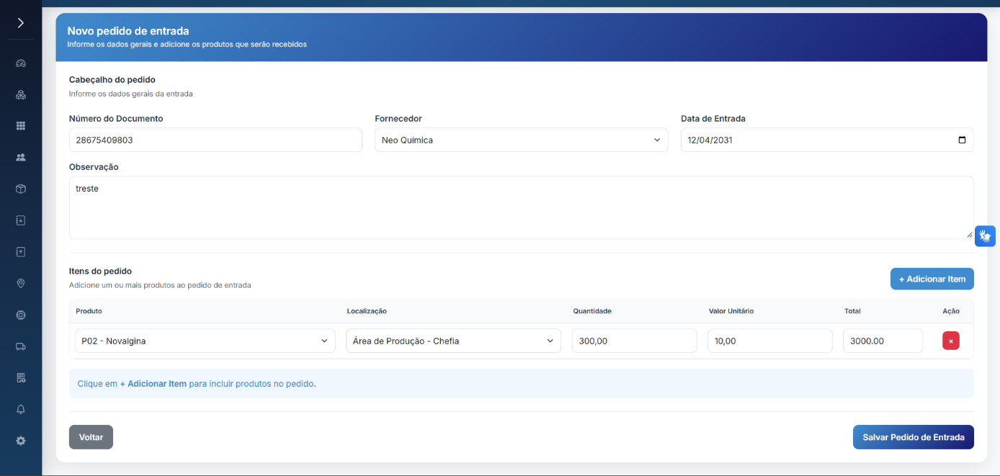 Novo pedido de entrada
Informe os dados gerais e adicione os produtos que serão recebidos
Cabeçalho do pedido
Informe os dados gerais da entrada
Número do Documento Fornecedor Data de Entrada
28675409803 Neo Química 12/04/2031
Observação
treste
Itens do pedido
Adicione um ou mais produtos ao pedido de entrada
+ Adicionar Item
Produto Localização Quantidade Valor Unitário Total Ação
P02 - Novalgina Área de Produção - Chefia 300,00 10,00 3000.00 ×
Clique em + Adicionar Item para incluir produtos no pedido.
Voltar Salvar Pedido de Entrada